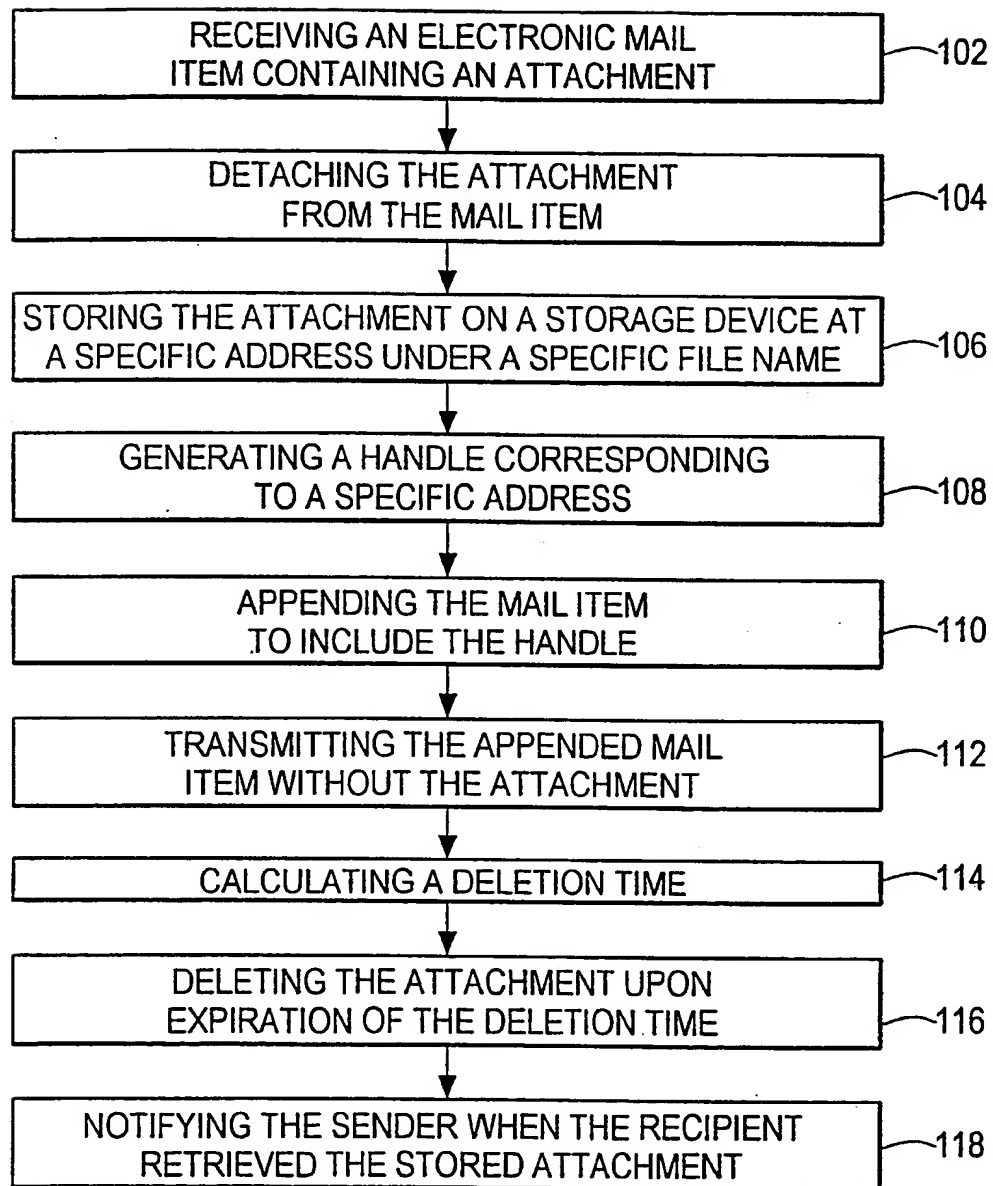 RECEIVING AN ELECTRONIC MAIL
ITEM CONTAINING AN ATTACHMENT
102
DETACHING THE ATTACHMENT
FROM THE MAIL ITEM
104
STORING THE ATTACHMENT ON A STORAGE DEVICE AT
A SPECIFIC ADDRESS UNDER A SPECIFIC FILE NAME
106
GENERATING A HANDLE CORRESPONDING
TO A SPECIFIC ADDRESS
108
APPENDING THE MAIL ITEM
TO INCLUDE THE HANDLE
110
TRANSMITTING THE APPENDED MAIL
ITEM WITHOUT THE ATTACHMENT
112
CALCULATING A DELETION TIME
114
DELETING THE ATTACHMENT UPON
EXPIRATION OF THE DELETION TIME
116
NOTIFYING THE SENDER WHEN THE RECIPIENT
RETRIEVED THE STORED ATTACHMENT
118